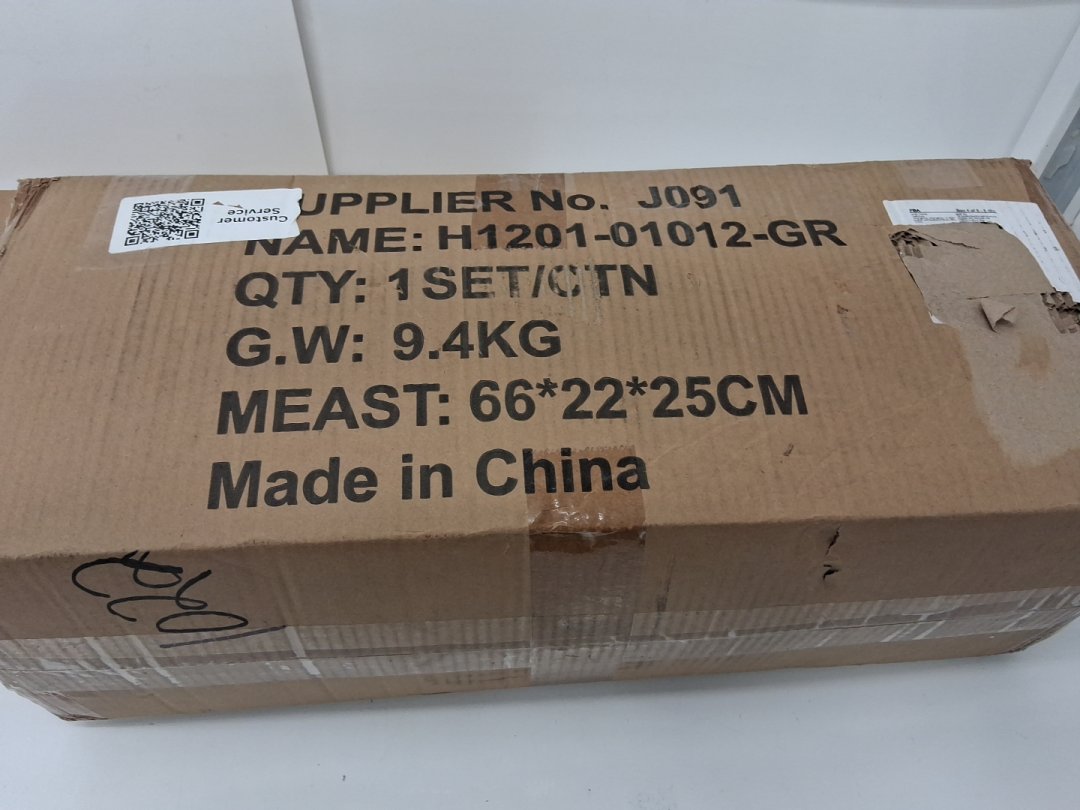 Customer
Service
UPPLIER No. J091
NAME: H1201-01012-GR
QTY: 1SET/CTN
G.W: 9.4KG
MEAST: 66*22*25CM
Made in China
FBA